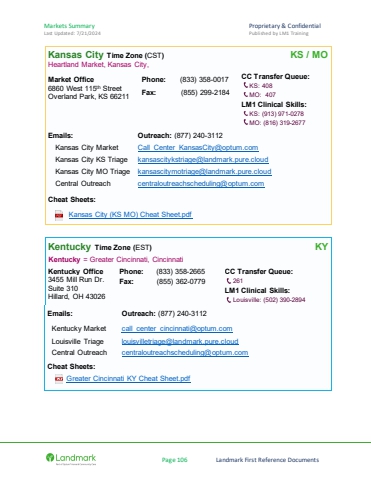 Markets Summary Proprietary & Confidential
Last Updated: 7/21/2024 Published by LM1 Training
Kansas City Time Zone (CST) KS / MO
Heartland Market, Kansas City,
Market Office Phone: (833) 358-0017 CC Transfer Queue:
6860 West 115th Street Fax: (855) 299-2184 KS: 408
Overland Park, KS 66211 MO: 407
LM1 Clinical Skills:
KS: (913) 971-0278
MO: (816) 319-2677
Emails: Outreach: (877) 240-3112
Kansas City Market Call_Center_KansasCity@optum.com
Kansas City KS Triage kansascitykstriage@landmark.pure.cloud
Kansas City MO Triage kansascitymotriage@landmark.pure.cloud
Central Outreach centraloutreachscheduling@optum.com
Cheat Sheets:
Kansas City (KS MO) Cheat Sheet.pdf
Kentucky Time Zone (EST) KY
Kentucky = Greater Cincinnati, Cincinnati
Kentucky Office Phone: (833) 358-2665 CC Transfer Queue:
3455 Mill Run Dr. Fax: (855) 362-0779 261
Suite 310 LM1 Clinical Skills:
Hillard, OH 43026 Louisville: (502) 390-2894
Emails: Outreach: (877) 240-3112
Kentucky Market call_center_cincinnati@optum.com
Louisville Triage louisvilletriage@landmark.pure.cloud
Central Outreach centraloutreachscheduling@optum.com
Cheat Sheets:
Greater Cincinnati KY Cheat Sheet.pdf
Landmark Page 106 Landmark First Reference Documents